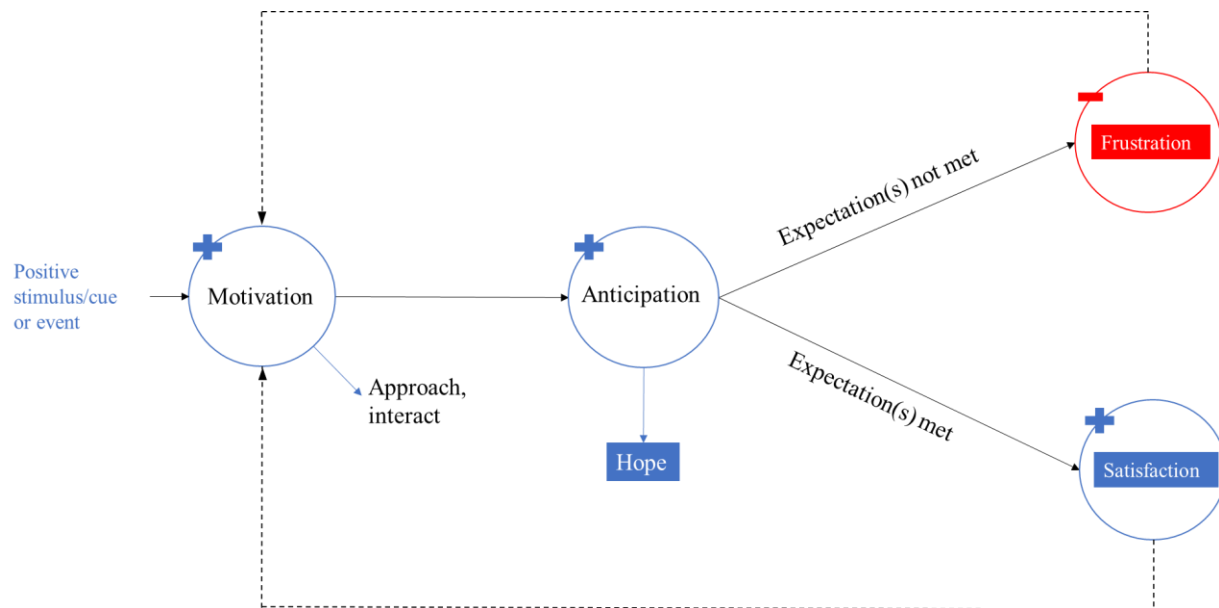 Frustration
Expectation(s) not met
Positive
stimulus/cue
or event
Motivation
Anticipation
Approach,
interact
Hope
Expectation(s) met
Satisfaction